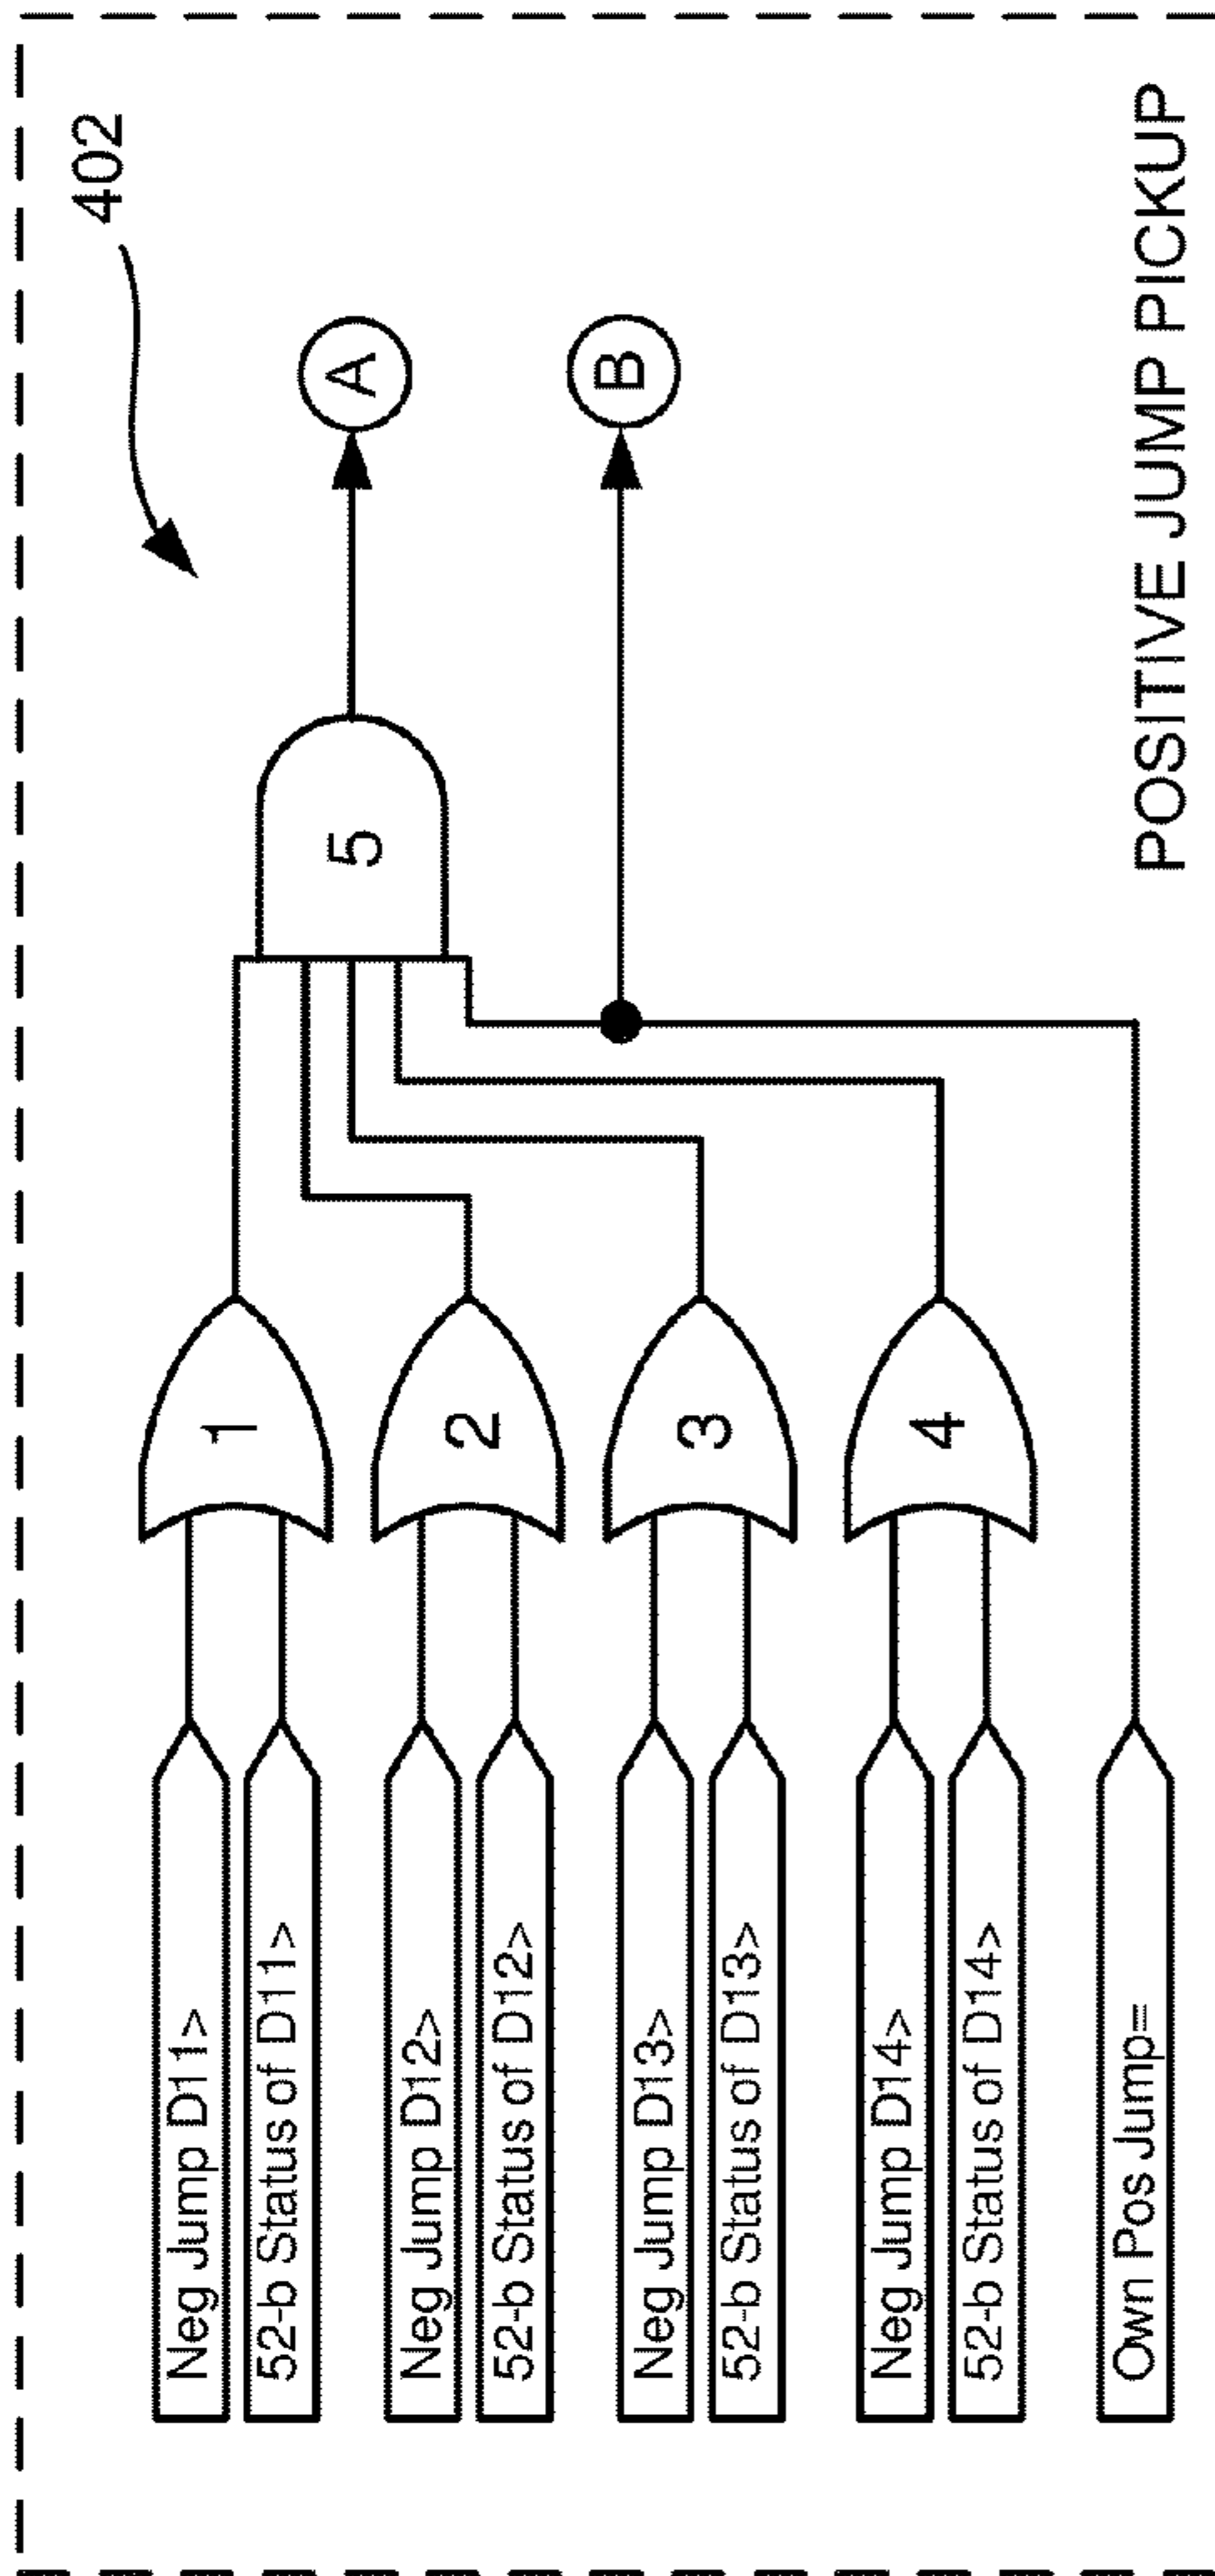 402
Neg Jump D11>
52-b Status of D11>
1
Neg Jump D12>
52-b Status of D12>
2
Neg Jump D13>
52-b Status of D13>
3
Neg Jump D14>
52-b Status of D14>
4
Own Pos Jump=
5
A
B
POSITIVE JUMP PICKUP